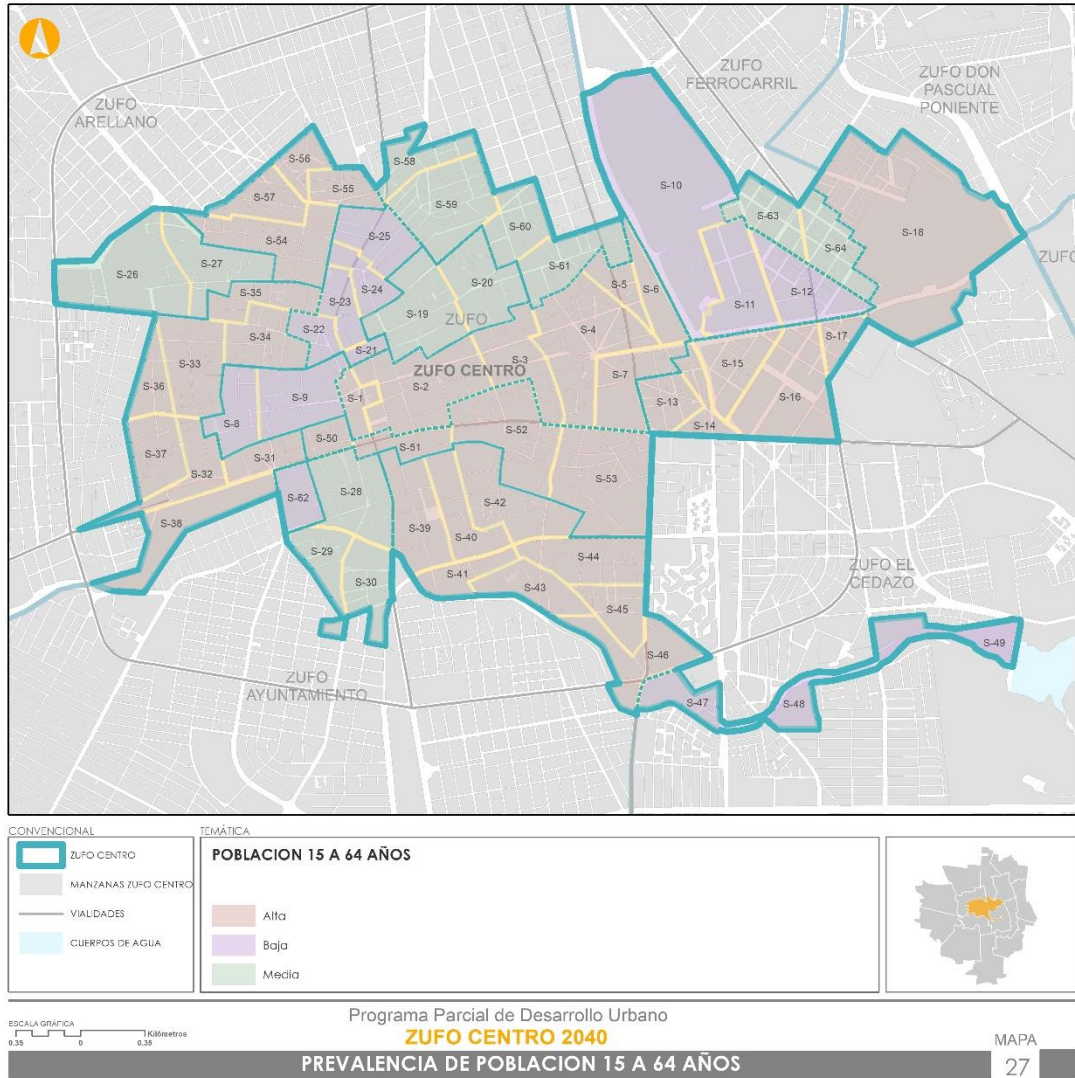 ZUFO
FERROCARRIL
ZUFO DON
PASCUAL
PONIENTE
ZUFO
ARELLANO
S-56
S-58
S-57
S-55
S-10
S-59
S-63
S-25
S-60
S-18
S-54
S-64
S-26
S-27
S-20
S-61
ZUFO
S-24
S-5
S-6
S-12
S-35
S-23
S-11
S-22
S-19
ZUFO
S-4
S-17
S-34
S-21
S-3
S-15
S-33
ZUFO CENTRO
S-7
S-36
S-2
S-9
S-1
S-13
S-16
S-8
S-14
S-50
S-52
S-51
S-37
S-31
S-32
S-53
S-28
S-62
S-42
S-38
S-39
S-40
S-29
S-44
ZUFO EL
CEDAZO
S-41
S-30
S-43
S-45
S-49
S-46
ZUFO
AYUNTAMIENTO
S-47
S-48
CONVENCIONAL
ZUFO CENTRO
MANZANAS ZUFO CENTRO
VIALIDADES
CUERPOS DE AGUA
TEMÁTICA
POBLACION 15 A 64 AÑOS
Alta
Baja
Media
ESCALA GRÁFICA
Kilómetros
0.35 0 0.35
Programa Parcial de Desarrollo Urbano
ZUFO CENTRO 2040
PREVALENCIA DE POBLACION 15 A 64 AÑOS
MAPA
27